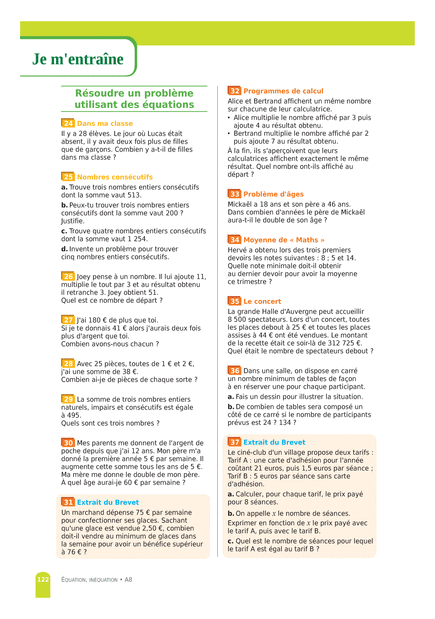 Je m'entraîne
Résoudre un problème
utilisant des équations
24 Dans ma classe
Il y a 28 élèves. Le jour où Lucas était
absent, il y avait deux fois plus de filles
que de garçons. Combien y a-t-il de filles
dans ma classe ?
25 Nombres consécutifs
a. Trouve trois nombres entiers consécutifs
dont la somme vaut 513.
b. Peux-tu trouver trois nombres entiers
consécutifs dont la somme vaut 200 ?
Justifie.
c. Trouve quatre nombres entiers consécutifs
dont la somme vaut 1 254.
d. Invente un problème pour trouver
cinq nombres entiers consécutifs.
26 Joey pense à un nombre. Il lui ajoute 11,
multiplie le tout par 3 et au résultat obtenu
il retranche 3. Joey obtient 51.
Quel est le nombre de départ ?
27 J'ai 180 € de plus que toi.
Si je te donnais 41 € alors j'aurais deux fois
plus d'argent que toi.
Combien avons-nous chacun ?
28 Avec 25 pièces, toutes de 1 € et 2 €,
j'ai une somme de 38 €.
Combien ai-je de pièces de chaque sorte ?
29 La somme de trois nombres entiers
naturels, impairs et consécutifs est égale
à 495.
Quels sont ces trois nombres ?
30 Mes parents me donnent de l'argent de
poche depuis que j'ai 12 ans. Mon père m'a
donné la première année 5 € par semaine. Il
augmente cette somme tous les ans de 5 €.
Ma mère me donne le double de mon père.
À quel âge aurai-je 60 € par semaine ?
31 Extrait du Brevet
Un marchand dépense 75 € par semaine
pour confectionner ses glaces. Sachant
qu'une glace est vendue 2,50 €, combien
doit-il vendre au minimum de glaces dans
la semaine pour avoir un bénéfice supérieur
à 76 € ?
32 Programmes de calcul
Alice et Bertrand affichent un même nombre
sur chacune de leur calculatrice.
• Alice multiplie le nombre affiché par 3 puis
ajoute 4 au résultat obtenu.
• Bertrand multiplie le nombre affiché par 2
puis ajoute 7 au résultat obtenu.
À la fin, ils s'aperçoivent que leurs
calculatrices affichent exactement le même
résultat. Quel nombre ont-ils affiché au
départ ?
33 Problème d'âges
Mickaël a 18 ans et son père a 46 ans.
Dans combien d'années le père de Mickaël
aura-t-il le double de son âge ?
34 Moyenne de « Maths »
Hervé a obtenu lors des trois premiers
devoirs les notes suivantes : 8 ; 5 et 14.
Quelle note minimale doit-il obtenir
au dernier devoir pour avoir la moyenne
ce trimestre ?
35 Le concert
La grande Halle d'Auvergne peut accueillir
8 500 spectateurs. Lors d'un concert, toutes
les places debout à 25 € et toutes les places
assises à 44 € ont été vendues. Le montant
de la recette était ce soir-là de 312 725 €.
Quel était le nombre de spectateurs debout ?
36 Dans une salle, on dispose en carré
un nombre minimum de tables de façon
à en réserver une pour chaque participant.
a. Fais un dessin pour illustrer la situation.
b. De combien de tables sera composé un
côté de ce carré si le nombre de participants
prévus est 24 ? 134 ?
37 Extrait du Brevet
Le ciné-club d'un village propose deux tarifs :
Tarif A : une carte d'adhésion pour l'année
coûtant 21 euros, puis 1,5 euros par séance ;
Tarif B : 5 euros par séance sans carte
d'adhésion.
a. Calculer, pour chaque tarif, le prix payé
pour 8 séances.
b. On appelle x le nombre de séances.
Exprimer en fonction de x le prix payé avec
le tarif A, puis avec le tarif B.
c. Quel est le nombre de séances pour lequel
le tarif A est égal au tarif B ?
122 ÉQUATION, INÉQUATION • A8